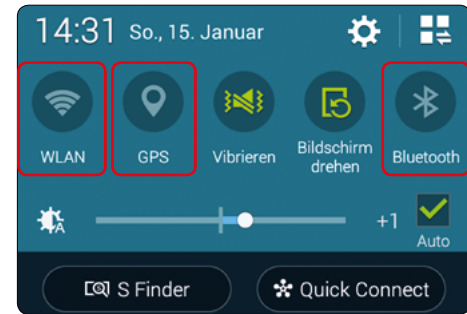 14:31 So., 15. Januar
WLAN GPS Vibrieren Bildschirm drehen Bluetooth
+1 Auto
S Finder Quick Connect